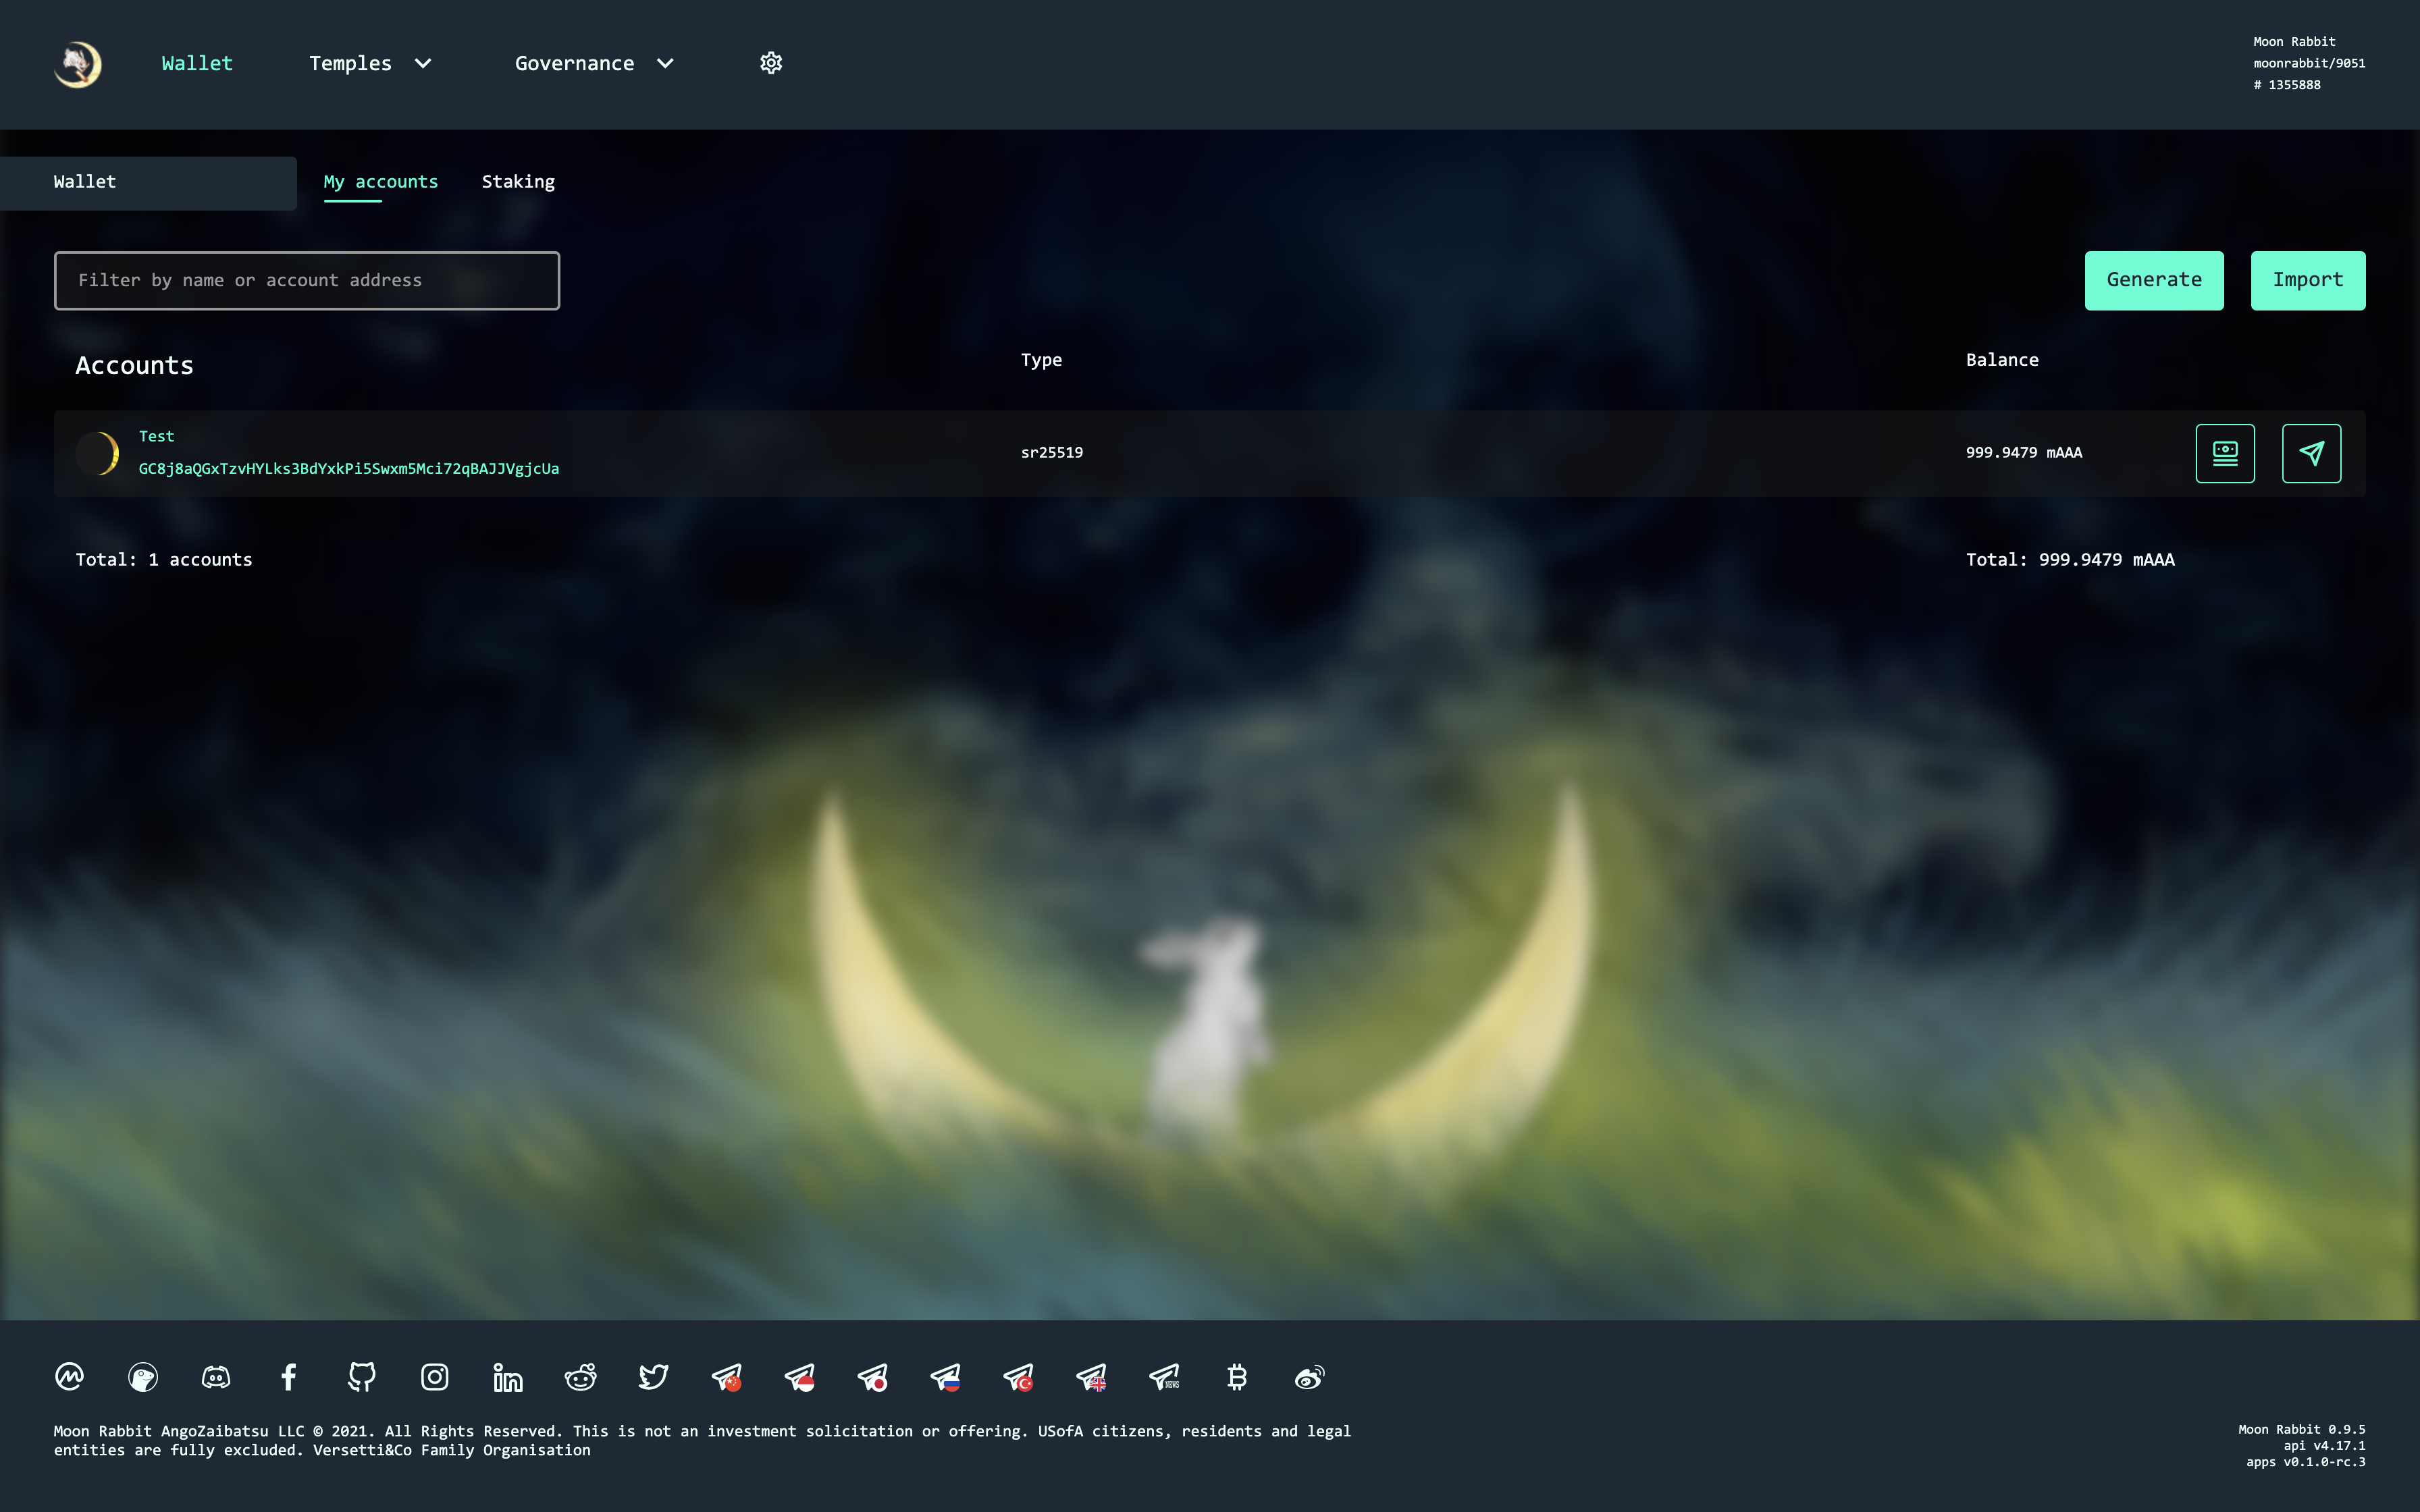 Wallet
Temples
Governance
Moon Rabbit
moonrabbit/9051
# 1355888
Wallet
My accounts
Staking
Filter by name or account address
Generate
Import
Accounts
Type
Balance
Test
GC8j8aQGxTzvHYLks3BdYxkPi5Swxm5Mci72qBAJJVgjcUa
sr25519
999.9479 mAAA
Total: 1 accounts
Total: 999.9479 mAAA
NEWS
Moon Rabbit AngoZaibatsu LLC © 2021. All Rights Reserved. This is not an investment solicitation or offering. USofA citizens, residents and legal
entities are fully excluded. Versetti&Co Family Organisation
Moon Rabbit 0.9.5
api v4.17.1
apps v0.1.0-rc.3